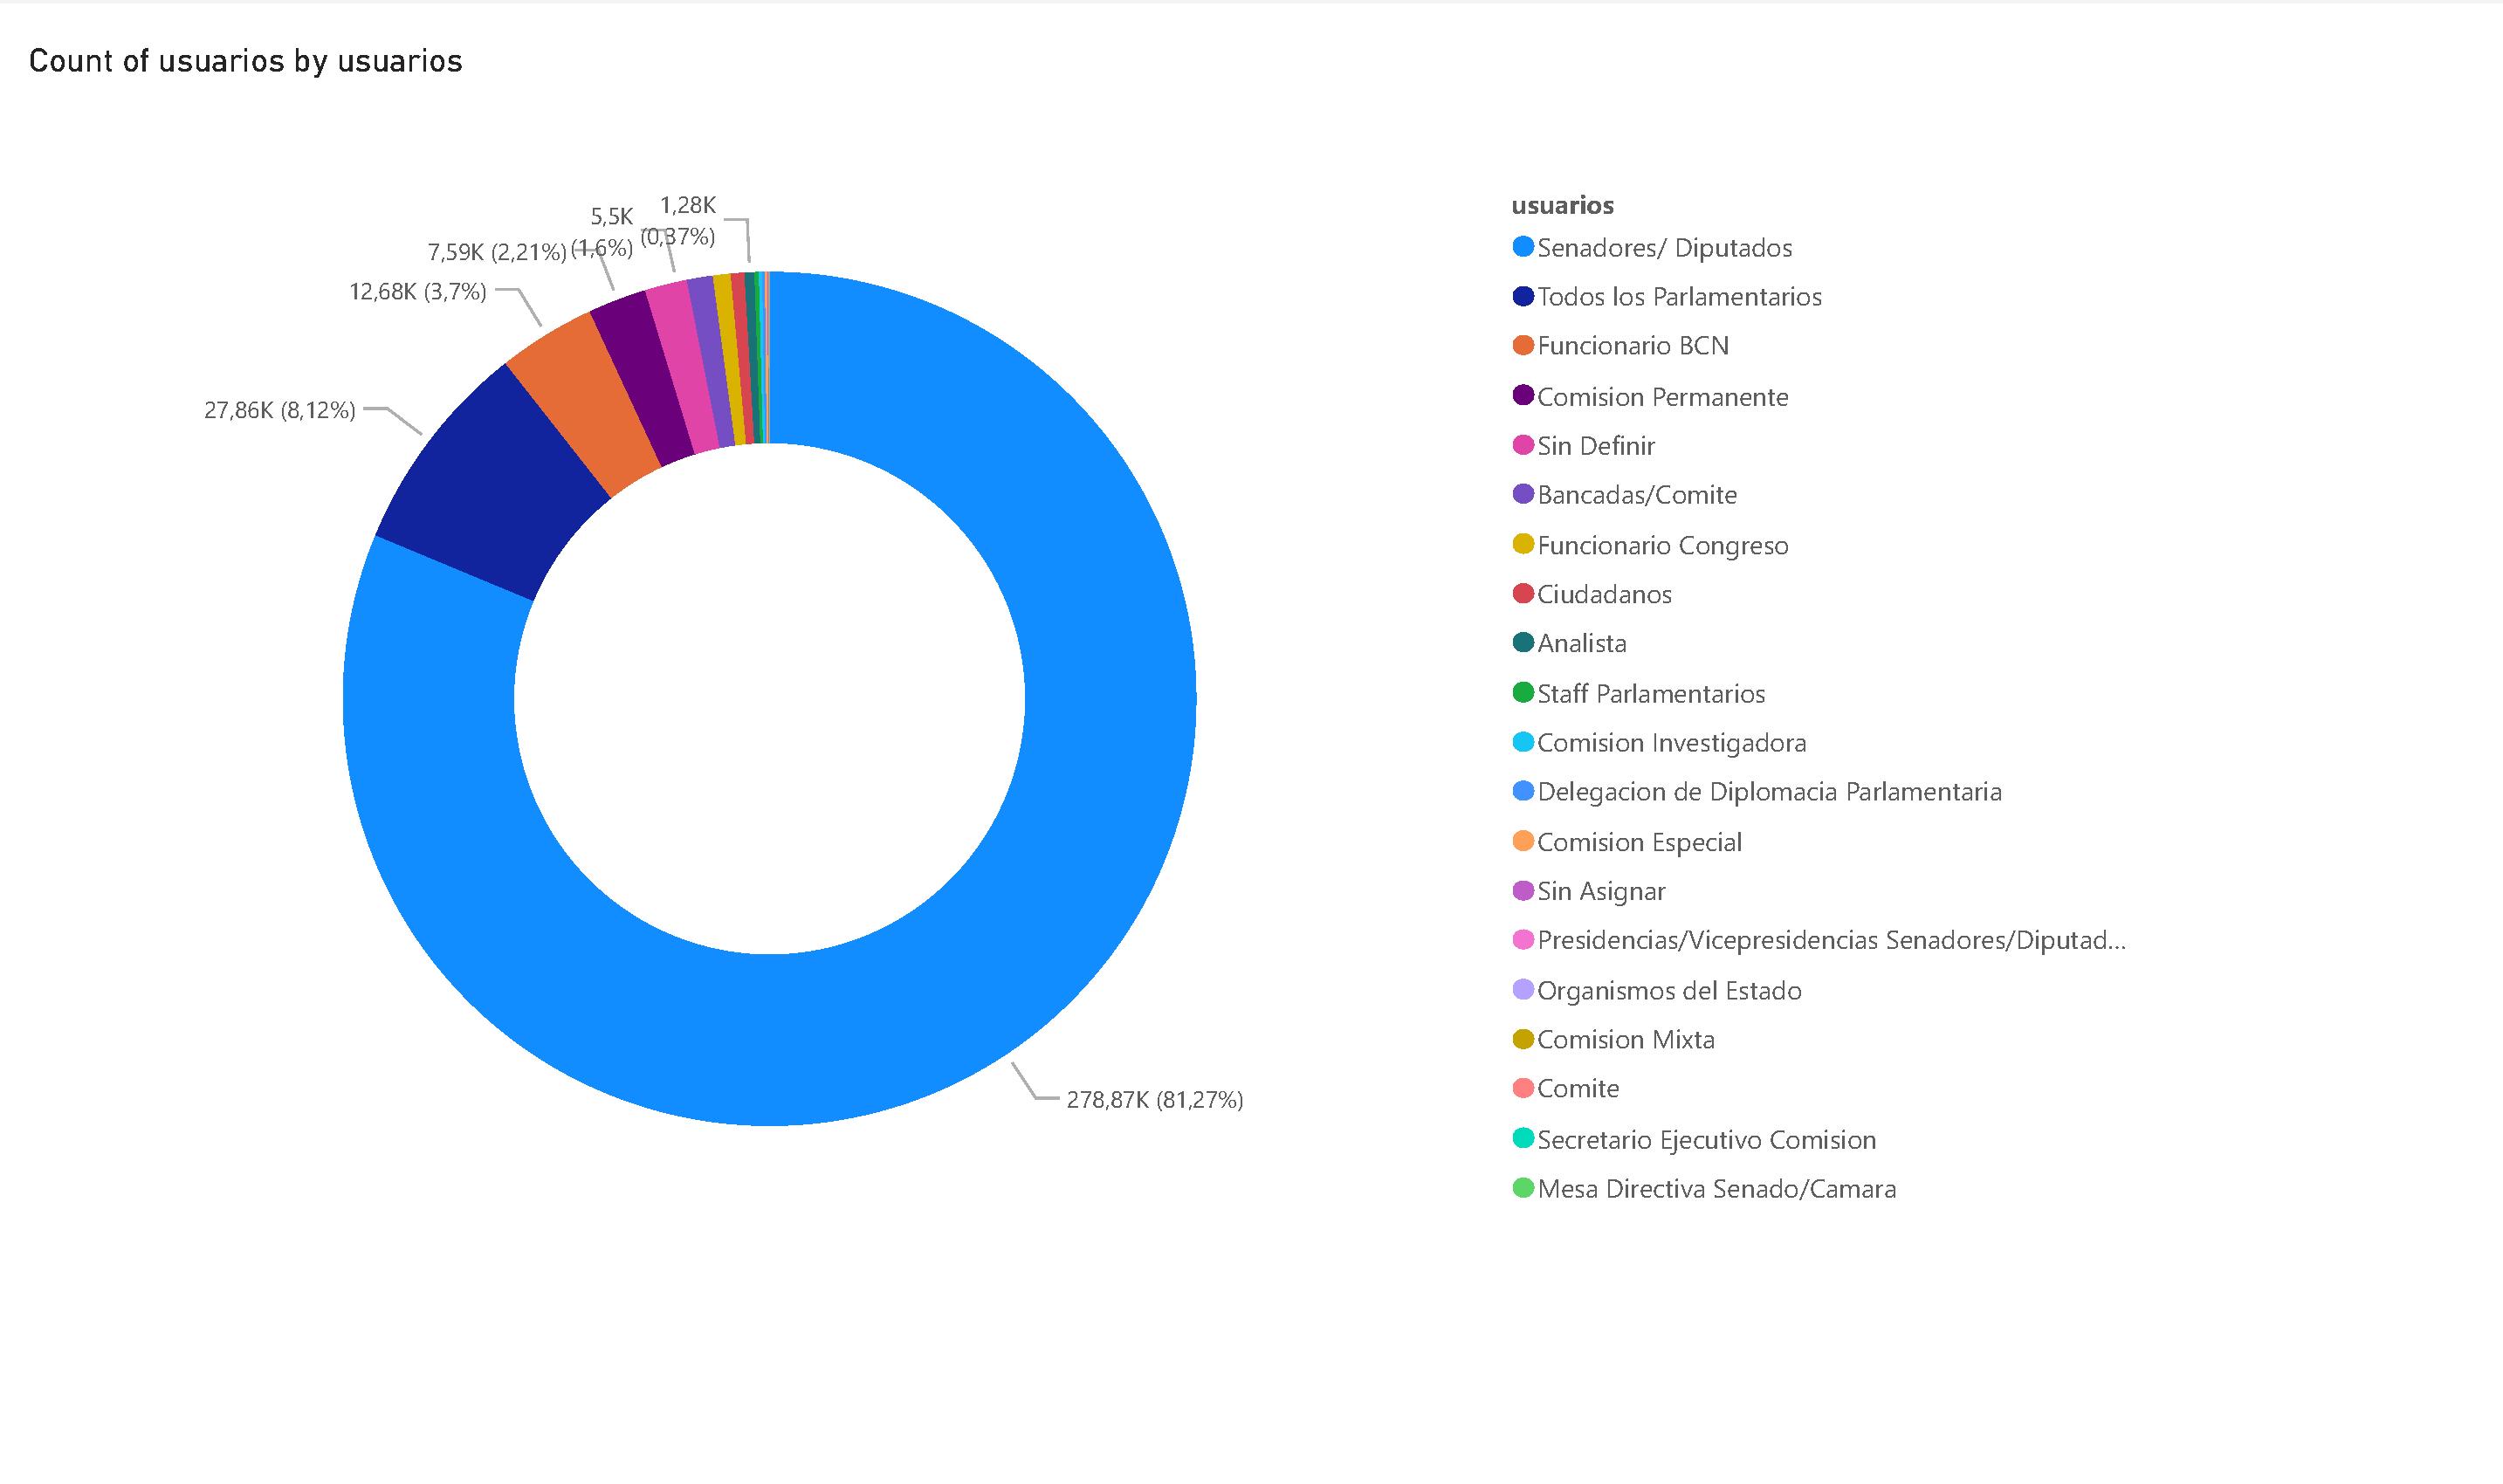 Count of usuarios by usuarios
1,28K
(0,37%)
5,5K
(1,6%)
7,59K (2,21%)
12,68K (3,7%)
27,86K (8,12%)
278,87K (81,27%)
usuarios
Senadores/ Diputados
Todos los Parlamentarios
Funcionario BCN
Comision Permanente
Sin Definir
Bancadas/Comite
Funcionario Congreso
Ciudadanos
Analista
Staff Parlamentarios
Comision Investigadora
Delegacion de Diplomacia Parlamentaria
Comision Especial
Sin Asignar
Presidencias/Vicepresidencias Senadores/Diputad...
Organismos del Estado
Comision Mixta
Comite
Secretario Ejecutivo Comision
Mesa Directiva Senado/Camara